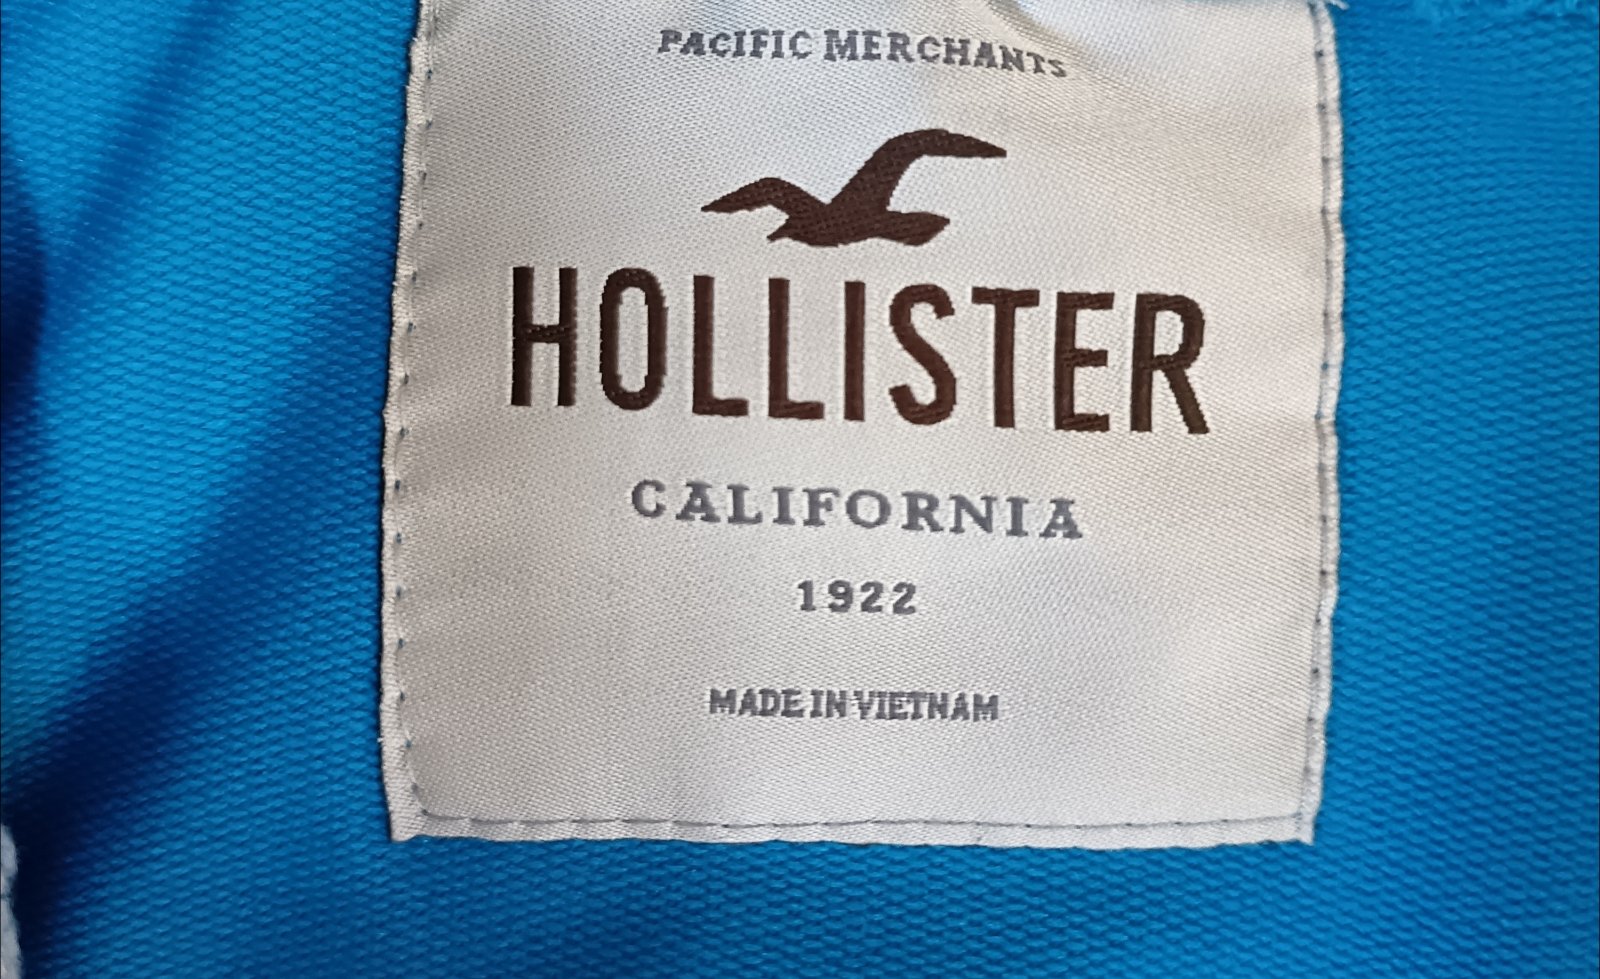 PACIFIC MERCHANTS
HOLLISTER
CALIFORNIA
1922
MADE IN VIETNAM